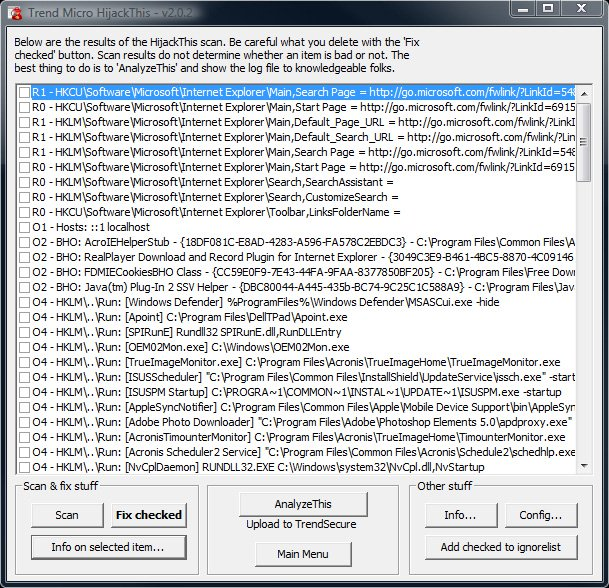 Trend Micro HijackThis - v2.0.2
Below are the results of the HijackThis scan. Be careful what you delete with the 'Fix
checked' button. Scan results do not determine whether an item is bad or not. The
best thing to do is to 'AnalyzeThis' and show the log file to knowledgeable folks.
R1 - HKCU\Software\Microsoft\Internet Explorer\Main,Search Page = http://go.microsoft.com/fwlink/?LinkId=548
R0 - HKCU\Software\Microsoft\Internet Explorer\Main,Start Page = http://go.microsoft.com/fwlink/?LinkId=6915
R1 - HKLM\Software\Microsoft\Internet Explorer\Main,Default_Page_URL = http://go.microsoft.com/fwlink/?LinkI
R1 - HKLM\Software\Microsoft\Internet Explorer\Main,Default_Search_URL = http://go.microsoft.com/fwlink/?Lin
R1 - HKLM\Software\Microsoft\Internet Explorer\Main,Search Page = http://go.microsoft.com/fwlink/?LinkId=548
R0 - HKLM\Software\Microsoft\Internet Explorer\Main,Start Page = http://go.microsoft.com/fwlink/?LinkId=6915
R0 - HKLM\Software\Microsoft\Internet Explorer\Search,SearchAssistant =
R0 - HKLM\Software\Microsoft\Internet Explorer\Search,CustomizeSearch =
R0 - HKCU\Software\Microsoft\Internet Explorer\Toolbar,LinksFolderName =
O1 - Hosts: ::1 localhost
O2 - BHO: AcroIEHelperStub - {18DF081C-E8AD-4283-A596-FA578C2EBDC3} - C:\Program Files\Common Files\A
O2 - BHO: RealPlayer Download and Record Plugin for Internet Explorer - {3049C3E9-B461-4BC5-8870-4C09146
O2 - BHO: FDMIECookiesBHO Class - {CC59E0F9-7E43-44FA-9FAA-8377850BF205} - C:\Program Files\Free Down
O2 - BHO: Java(tm) Plug-In 2 SSV Helper - {DBC80044-A445-435b-BC74-9C25C1C588A9} - C:\Program Files\Jav
O4 - HKLM\..\Run: [Windows Defender] %ProgramFiles%\Windows Defender\MSASCui.exe -hide
O4 - HKLM\..\Run: [Apoint] C:\Program Files\DellTPad\Apoint.exe
O4 - HKLM\..\Run: [SPIRunE] Rundll32 SPIRunE.dll,RunDLLEntry
O4 - HKLM\..\Run: [OEM02Mon.exe] C:\Windows\OEM02Mon.exe
O4 - HKLM\..\Run: [TrueImageMonitor.exe] C:\Program Files\Acronis\TrueImageHome\TrueImageMonitor.exe
O4 - HKLM\..\Run: [ISUSScheduler] "C:\Program Files\Common Files\InstallShield\UpdateService\issch.exe" -start
O4 - HKLM\..\Run: [ISUSPM Startup] C:\PROGRA~1\COMMON~1\INSTAL~1\UPDATE~1\ISUSPM.exe -startup
O4 - HKLM\..\Run: [AppleSyncNotifier] C:\Program Files\Common Files\Apple\Mobile Device Support\bin\AppleSyn
O4 - HKLM\..\Run: [Adobe Photo Downloader] "C:\Program Files\Adobe\Photoshop Elements 5.0\apdproxy.exe"
O4 - HKLM\..\Run: [AcronisTimounterMonitor] C:\Program Files\Acronis\TrueImageHome\TimounterMonitor.exe
O4 - HKLM\..\Run: [Acronis Scheduler2 Service] "C:\Program Files\Common Files\Acronis\Schedule2\schedhlp.exe
O4 - HKLM\..\Run: [NvCplDaemon] RUNDLL32.EXE C:\Windows\system32\NvCpl.dll,NvStartup
Scan & fix stuff
Scan
Fix checked
Info on selected item...
AnalyzeThis
Upload to TrendSecure
Main Menu
Other stuff
Info...
Config...
Add checked to ignorelist